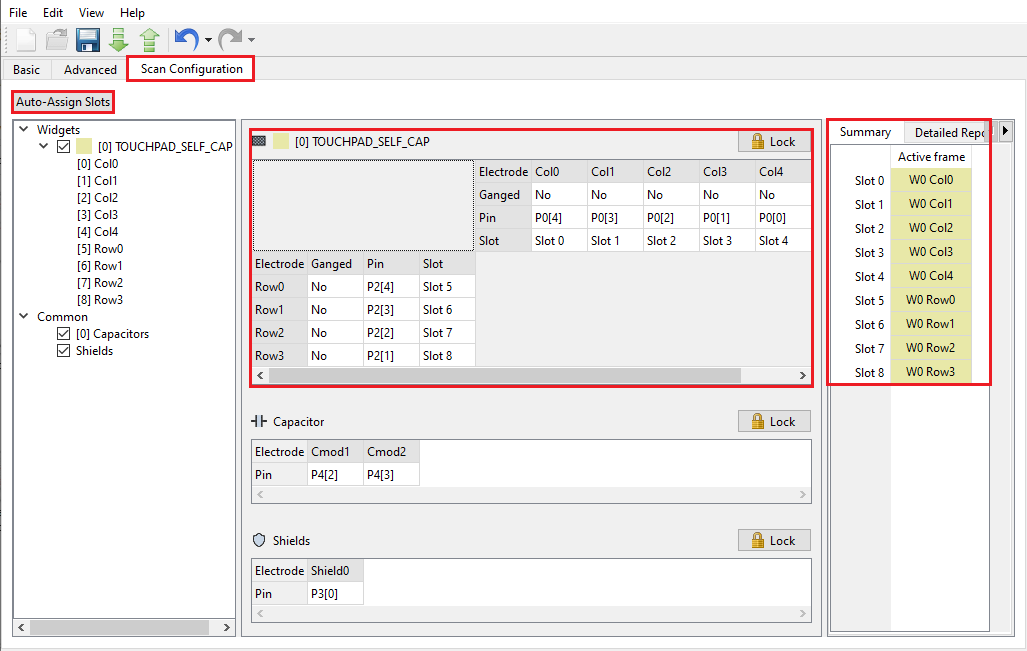 File Edit View Help
Basic Advanced Scan Configuration
Auto-Assign Slots
Widgets
[0] TOUCHPAD_SELF_CAP
[0] Col0
[1] Col1
[2] Col2
[3] Col3
[4] Col4
[5] Row0
[6] Row1
[7] Row2
[8] Row3
Common
[0] Capacitors
Shields
[0] TOUCHPAD_SELF_CAP Lock
Electrode Col0 Col1 Col2 Col3 Col4
Ganged No No No No No
Pin P0[4] P0[3] P0[2] P0[1] P0[0]
Slot Slot 0 Slot 1 Slot 2 Slot 3 Slot 4
Electrode Ganged Pin Slot
Row0 No P2[4] Slot 5
Row1 No P2[3] Slot 6
Row2 No P2[2] Slot 7
Row3 No P2[1] Slot 8
Capacitor Lock
Electrode Cmod1 Cmod2
Pin P4[2] P4[3]
Shields Lock
Electrode Shield0
Pin P3[0]
Summary Detailed Repo
Active frame
Slot 0 W0 Col0
Slot 1 W0 Col1
Slot 2 W0 Col2
Slot 3 W0 Col3
Slot 4 W0 Col4
Slot 5 W0 Row0
Slot 6 W0 Row1
Slot 7 W0 Row2
Slot 8 W0 Row3